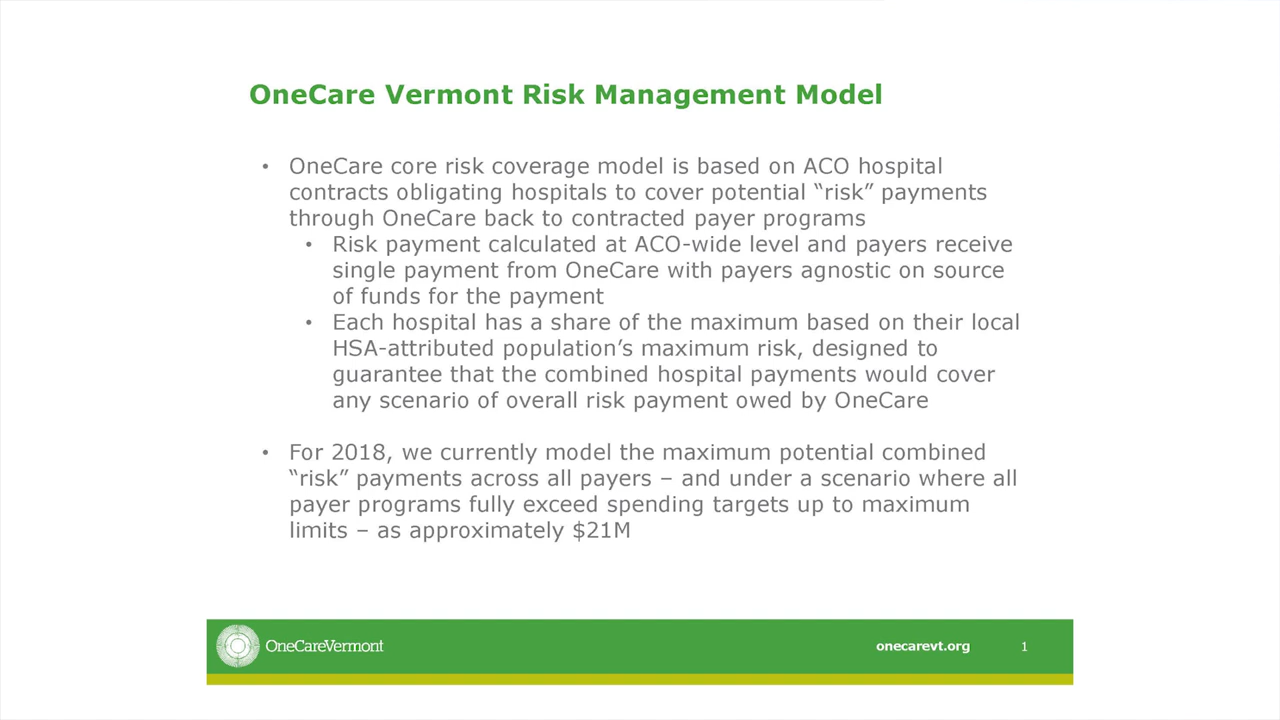 OneCare Vermont Risk Management Model
• OneCare core risk coverage model is based on ACO hospital
contracts obligating hospitals to cover potential “risk” payments
through OneCare back to contracted payer programs
• Risk payment calculated at ACO-wide level and payers receive
single payment from OneCare with payers agnostic on source
of funds for the payment
• Each hospital has a share of the maximum based on their local
HSA-attributed population’s maximum risk, designed to
guarantee that the combined hospital payments would cover
any scenario of overall risk payment owed by OneCare
• For 2018, we currently model the maximum potential combined
“risk” payments across all payers – and under a scenario where all
payer programs fully exceed spending targets up to maximum
limits – as approximately $21M
OneCareVermont
onecarevt.org 1